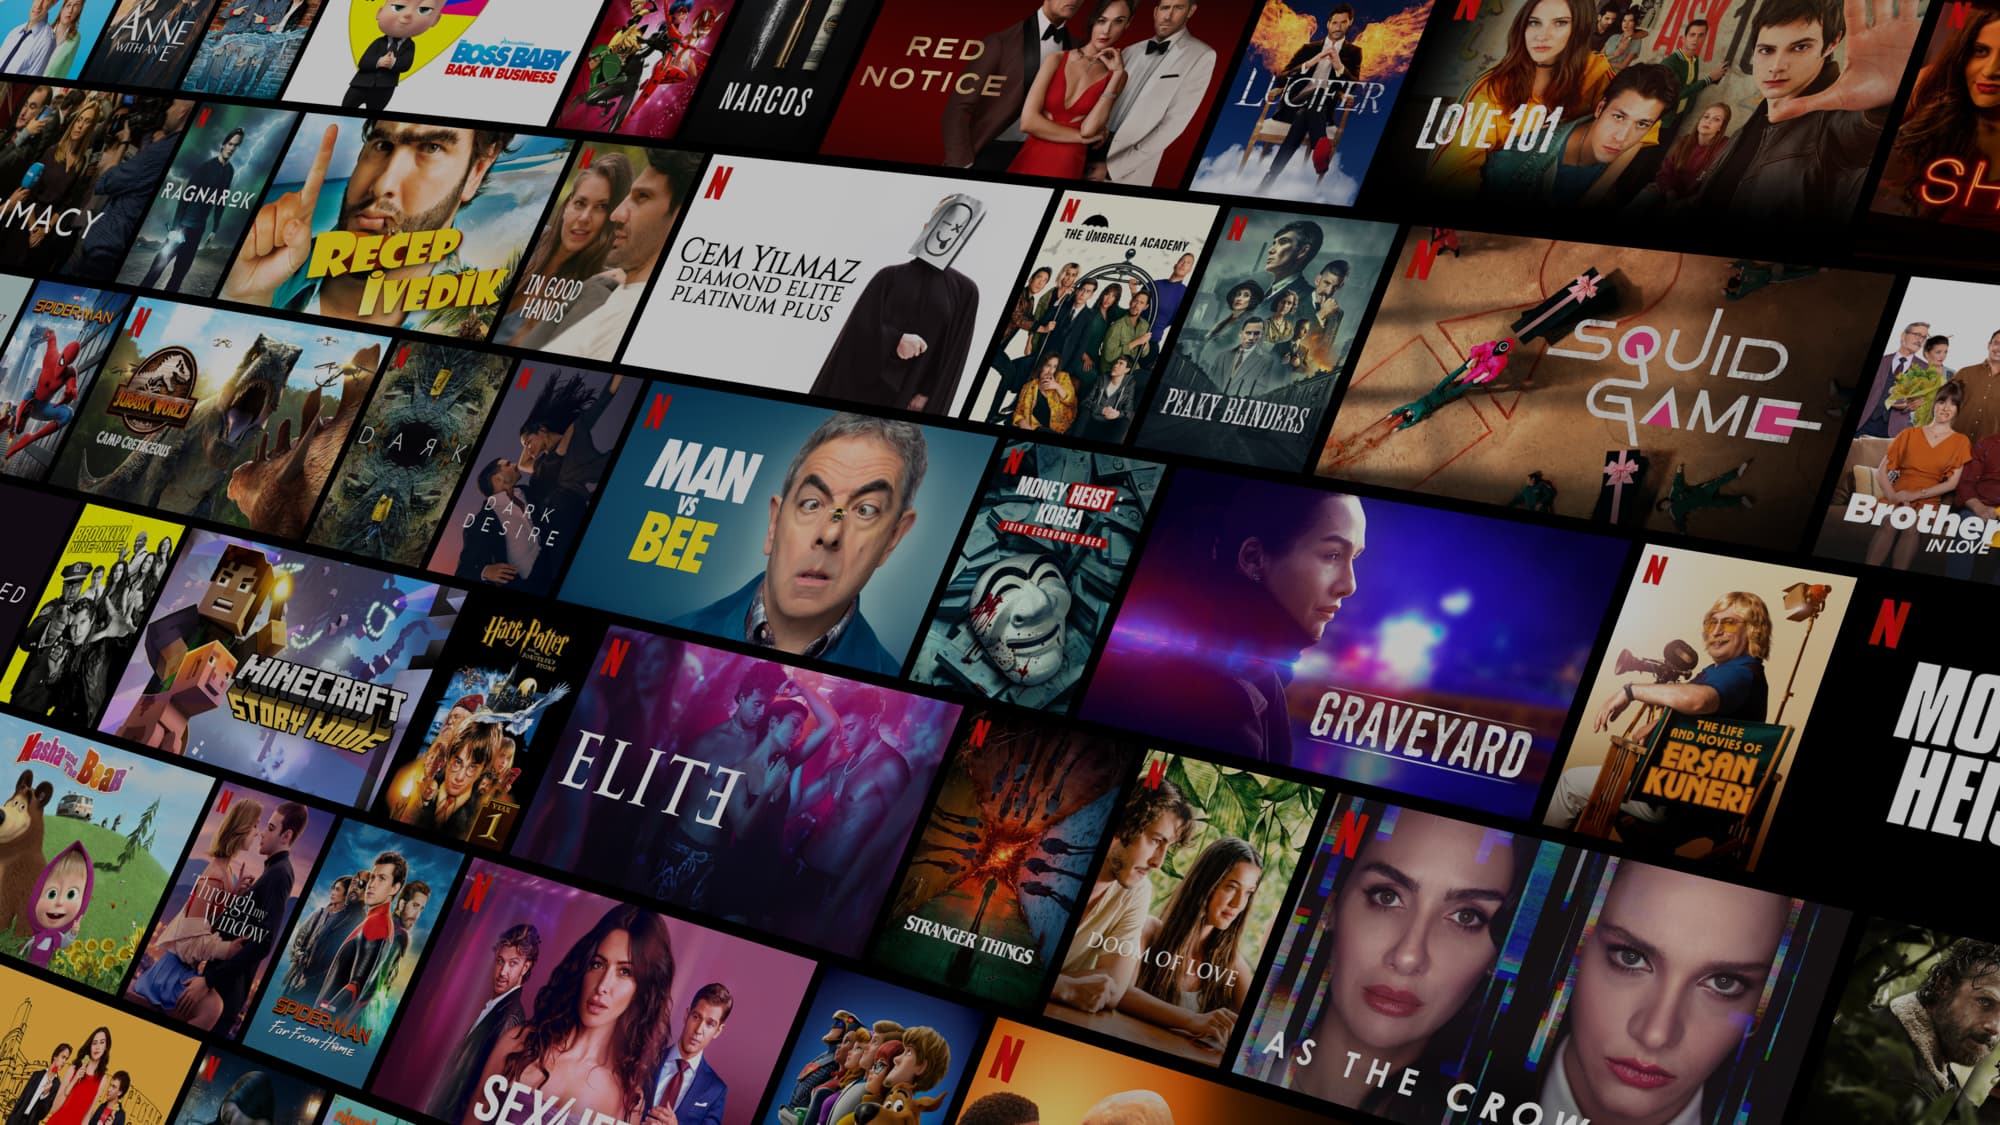 ANNE
WITH AN "E"
THE
BOSS BABY
BACK IN BUSINESS
NARCOS
RED
NOTICE
LUCIFER
ASK 101
LOVE 101
SH
IMACY
RAGNAROK
RECEP
İVEDİK
IN GOOD
HANDS
CEM YILMAZ
DIAMOND ELITE
PLATINUM PLUS
THE UMBRELLA ACADEMY
PEAKY BLINDERS
SQUID
GAME
Brother
IN LOVE
SPIDER-MAN
JURASSIC WORLD
CAMP CRETACEOUS
DARK
DARK
DESIRE
MAN
VS
BEE
MONEY HEIST:
KOREA
JOINT ECONOMIC AREA
GRAVEYARD
THE LIFE
AND MOVIES OF
ERŞAN
KUNERİ
MO
HEIS
ED
BROOKLYN
NINE-NINE
MINECRAFT
STORY MODE
Harry Potter
AND THE
SORCERER'S
STONE
YEAR
1
ELITE
STRANGER THINGS
DOOM OF LOVE
AS THE CROW
Masha and the Bear
Through my
Window
SPIDER-MAN
Far From Home
SEX/LIFE